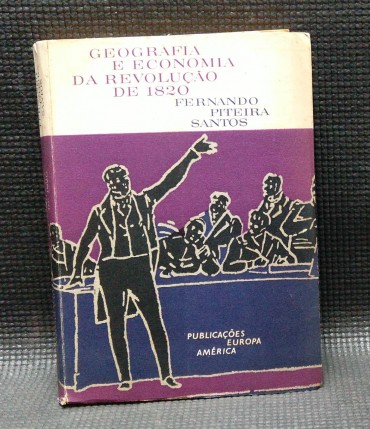 GEOGRAFIA
E ECONOMIA
DA REVOLUÇÃO
DE 1820
FERNANDO
PITEIRA
SANTOS
PUBLICAÇÕES
EUROPA
AMÉRICA